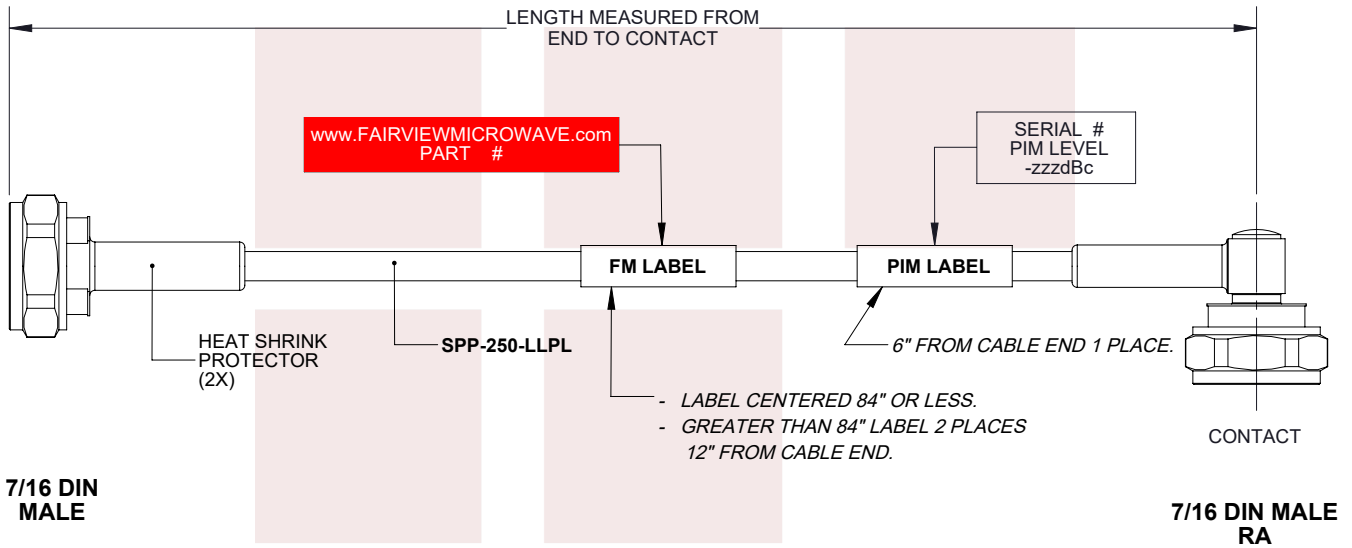 LENGTH MEASURED FROM
END TO CONTACT
www.FAIRVIEWMICROWAVE.com
PART #
SERIAL #
PIM LEVEL
-zzzdBc
FM LABEL
PIM LABEL
HEAT SHRINK
PROTECTOR
(2X)
SPP-250-LLPL
6" FROM CABLE END 1 PLACE.
- LABEL CENTERED 84" OR LESS.
- GREATER THAN 84" LABEL 2 PLACES
12" FROM CABLE END.
CONTACT
7/16 DIN
MALE
7/16 DIN MALE
RA